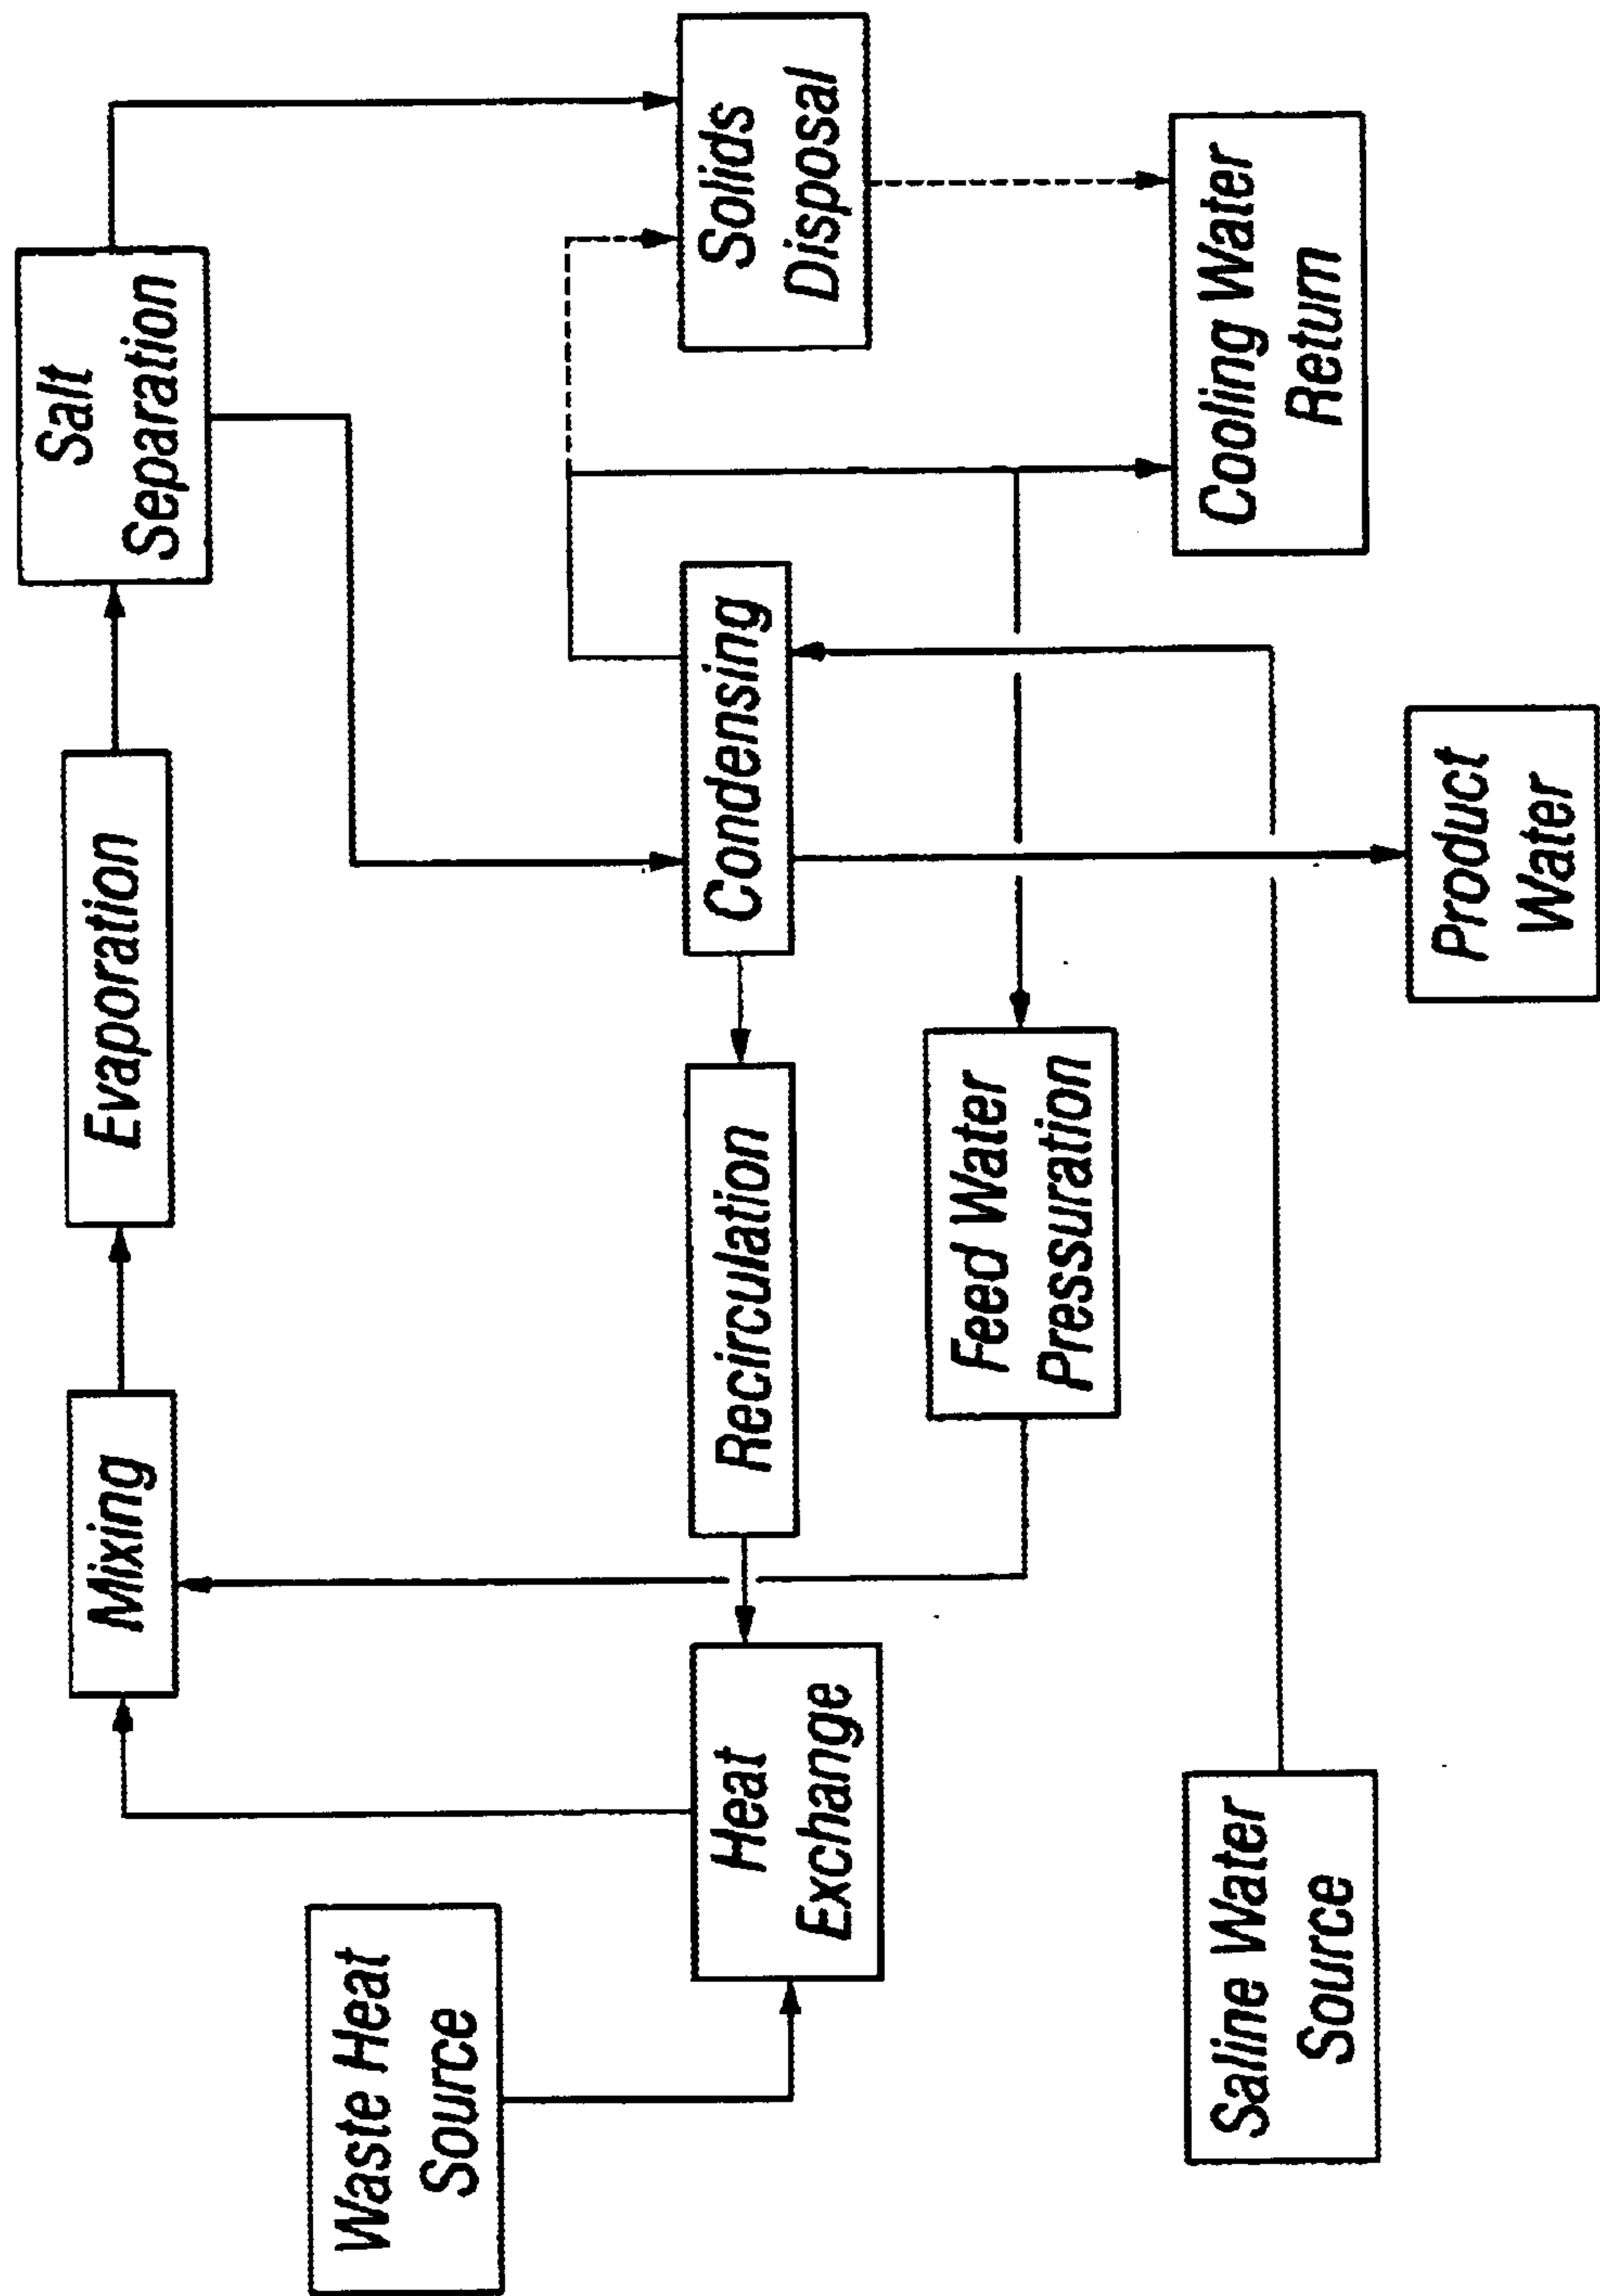 Waste Heat
Source
Heat
Exchange
Mixing
Evaporation
Salt
Separation
Recirculation
Condensing
Solids
Disposal
Feed Water
Pressuration
Cooling Water
Return
Saline Water
Source
Product
Water